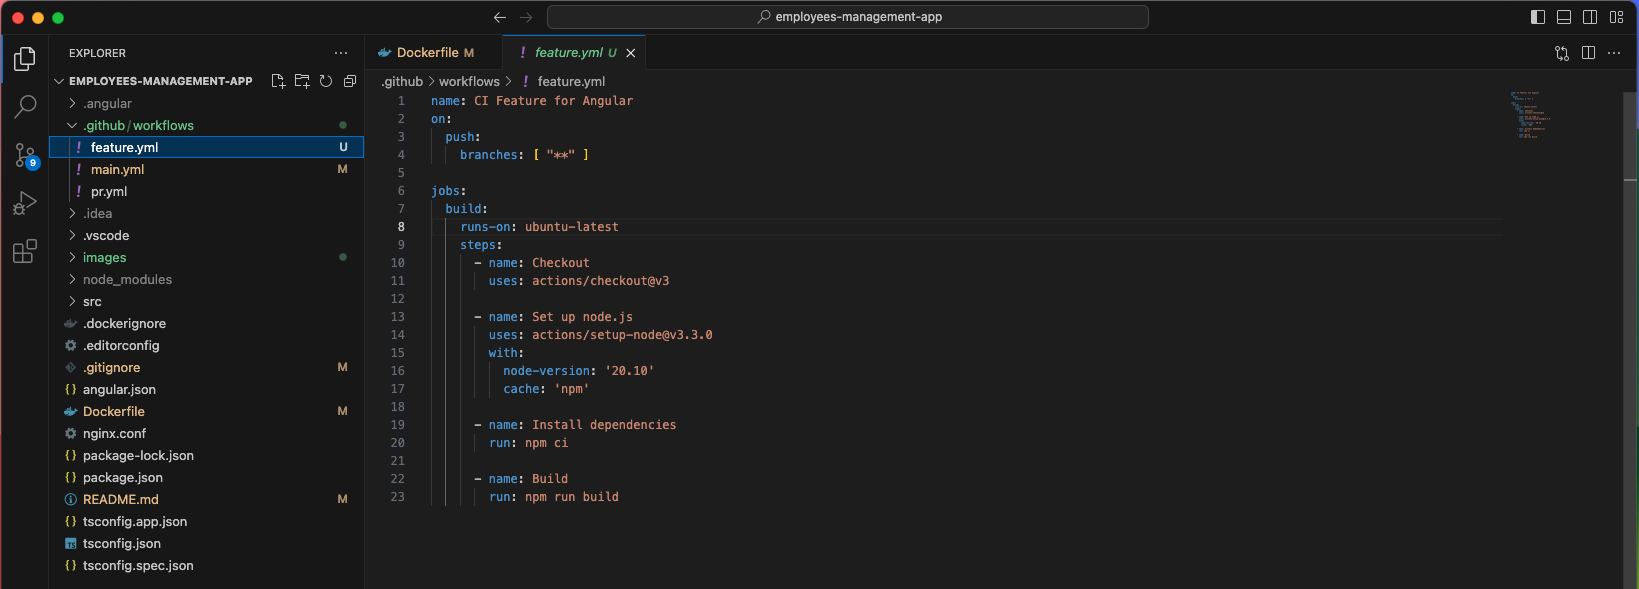 employees-management-app
EXPLORER
EMPLOYEES-MANAGEMENT-APP
.angular
.github/workflows
feature.yml U
main.yml M
pr.yml
.idea
.vscode
images
node_modules
src
.dockerignore
.editorconfig
.gitignore M
angular.json
Dockerfile M
nginx.conf
package-lock.json
package.json
README.md M
tsconfig.app.json
tsconfig.json
tsconfig.spec.json
9
Dockerfile M
feature.yml U
.github > workflows > ! feature.yml
1 name: CI Feature for Angular
2 on:
3 push:
4 branches: [ "**" ]
5
6 jobs:
7 build:
8 runs-on: ubuntu-latest
9 steps:
10 - name: Checkout
11 uses: actions/checkout@v3
12
13 - name: Set up node.js
14 uses: actions/setup-node@v3.3.0
15 with:
16 node-version: '20.10'
17 cache: 'npm'
18
19 - name: Install dependencies
20 run: npm ci
21
22 - name: Build
23 run: npm run build